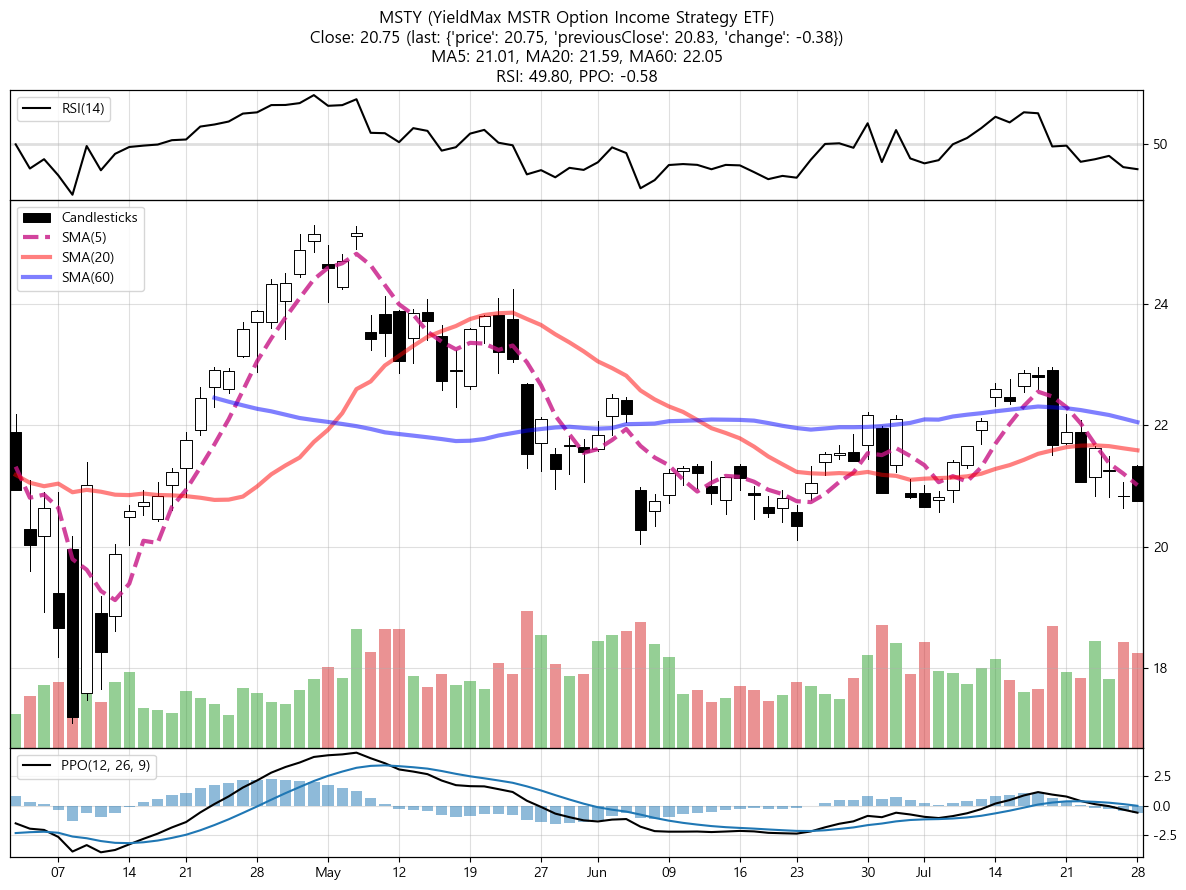 MSTY (YieldMax MSTR Option Income Strategy ETF)
Close: 20.75 (last: {'price': 20.75, 'previousClose': 20.83, 'change': -0.38})
MA5: 21.01, MA20: 21.59, MA60: 22.05
RSI: 49.80, PPO: -0.58
RSI(14)
50
Candlesticks
SMA(5)
SMA(20)
SMA(60)
24
22
20
18
PPO(12, 26, 9)
2.5
0.0
-2.5
07 14 21 28 May 12 19 27 Jun 09 16 23 30 Jul 14 21 28